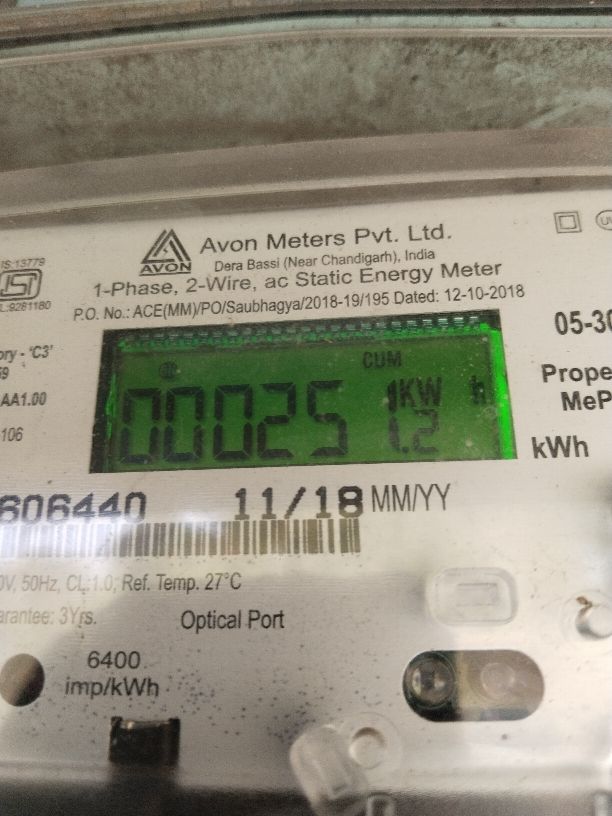 Avon Meters Pvt. Ltd.
AVON
Dera Bassi (Near Chandigarh), India
1-Phase, 2-Wire, ac Static Energy Meter
P.O. No.: ACE(MM)/PO/Saubhagya/2018-19/195 Dated: 12-10-2018
IS:13779
ISI
9281180
ory - 'C3'
AA1.00
106
05-30
Prope
MeP
CUM
00025 1KW h
1.2
kWh
606440 11/18 MM/YY
0V, 50Hz, CL:1.0, Ref. Temp. 27°C
arantee: 3Yrs.
Optical Port
6400
imp/kWh